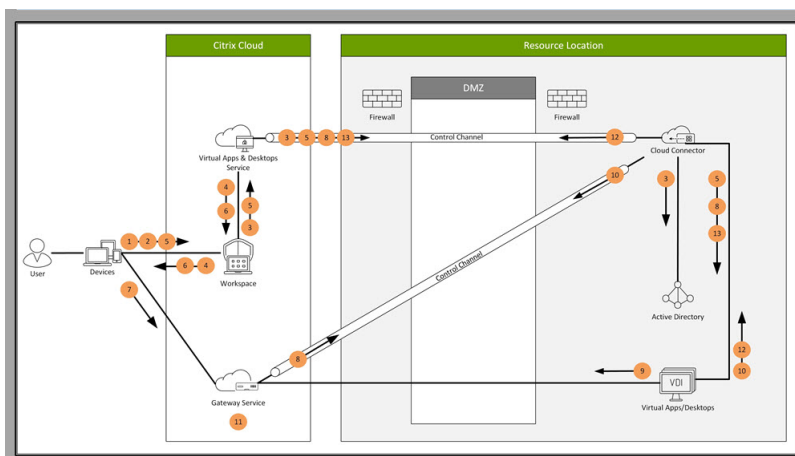 Citrix Cloud
Resource Location
DMZ
Firewall
Firewall
3 5 8 13
Control Channel
12
Virtual Apps & Desktops
Service
Cloud Connector
4
6
5
3
10
3
5
8
13
User
Devices
1 2 5
6 4
Workspace
Control Channel
7
Active Directory
8
12
10
9
VDI
Gateway Service
Virtual Apps/Desktops
11